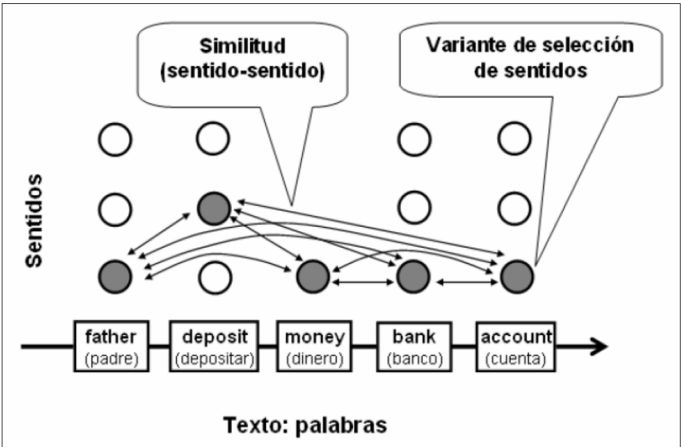 Similitud
(sentido-sentido)
Variante de selección
de sentidos
Sentidos
father
(padre)
deposit
(depositar)
money
(dinero)
bank
(banco)
account
(cuenta)
Texto: palabras